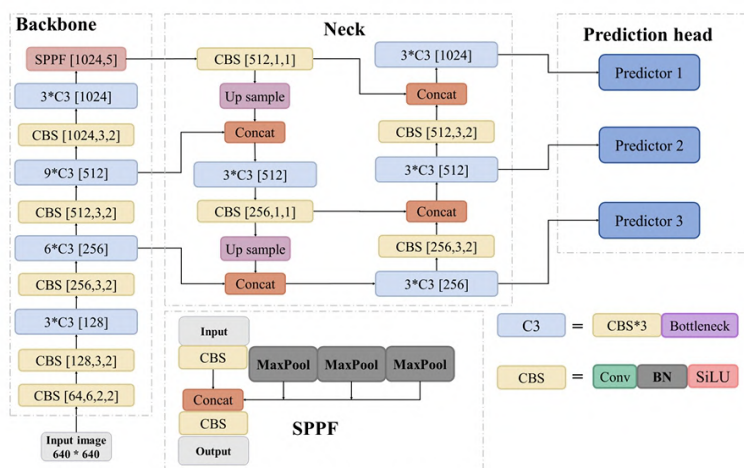 Backbone
SPPF [1024,5]
3*C3 [1024]
CBS [1024,3,2]
9*C3 [512]
CBS [512,3,2]
6*C3 [256]
CBS [256,3,2]
3*C3 [128]
CBS [128,3,2]
CBS [64,6,2,2]
Input image
640 * 640
Neck
CBS [512,1,1]
Up sample
Concat
3*C3 [512]
CBS [256,1,1]
Up sample
Concat
3*C3 [1024]
Concat
CBS [512,3,2]
3*C3 [512]
Concat
CBS [256,3,2]
3*C3 [256]
Prediction head
Predictor 1
Predictor 2
Predictor 3
Input
CBS
MaxPool MaxPool MaxPool
Concat
CBS
Output
SPPF
C3 = CBS*3 Bottleneck
CBS = Conv BN SiLU